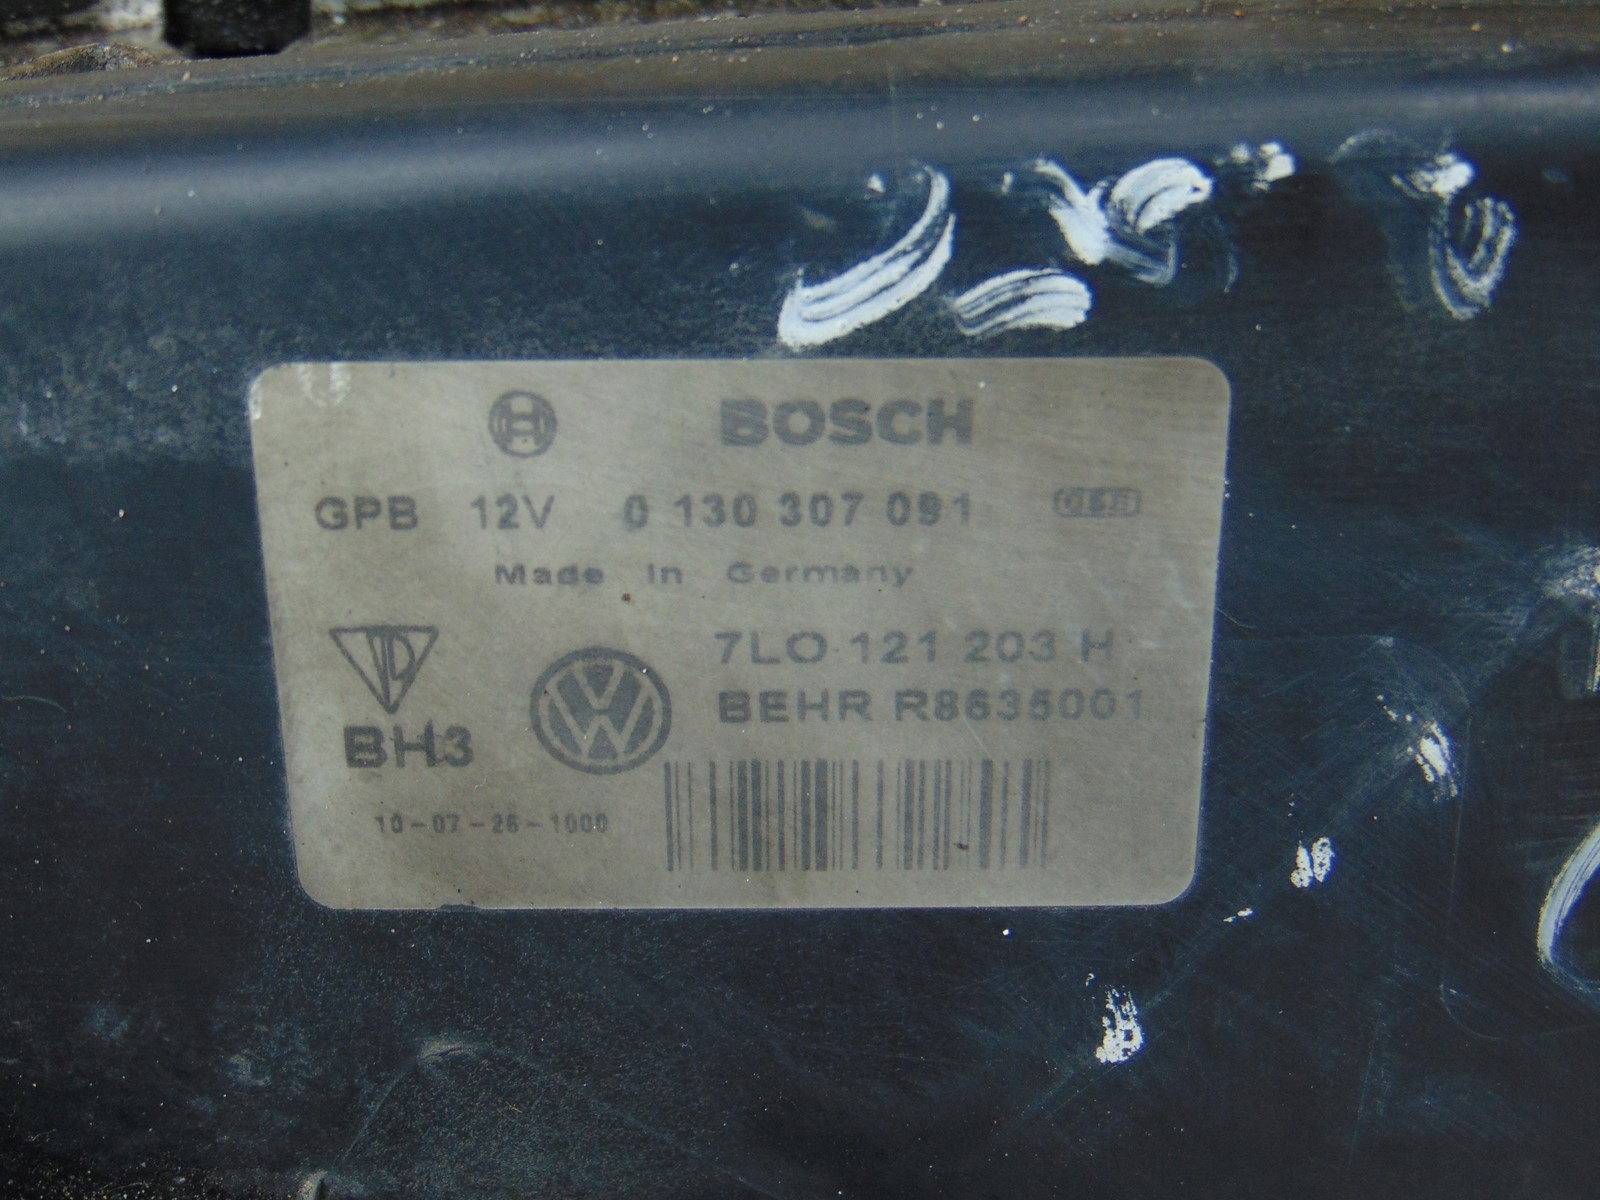 BOSCH
GPB 12V 0 130 307 091
Made in Germany
7LO 121 203 H
BEHR R8635001
BH3
10-07-26-1000